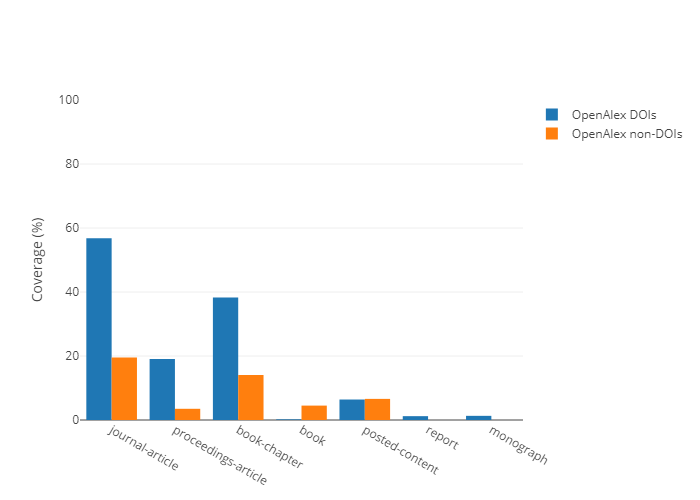 100
80
60
40
20
0
Coverage (%)
journal-article
proceedings-article
book-chapter
book
posted-content
report
monograph
OpenAlex DOIs
OpenAlex non-DOIs